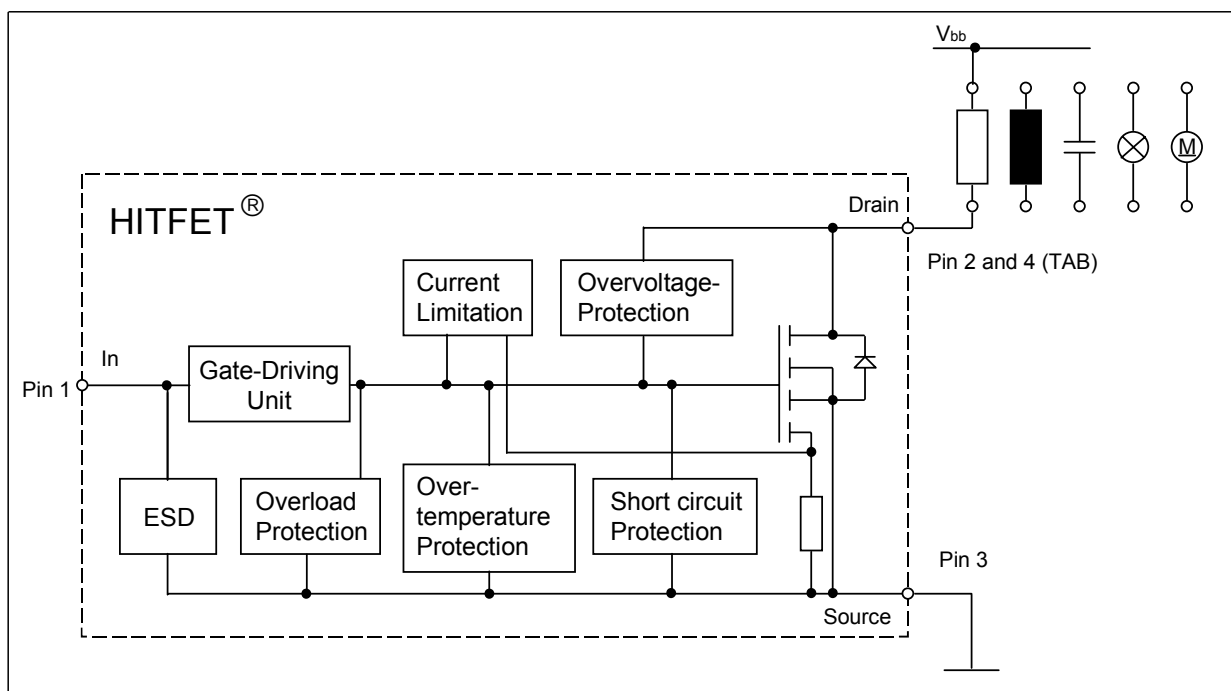 Vbb
HITFET ®
Drain
Pin 2 and 4 (TAB)
Current
Limitation
Overvoltage-
Protection
In
Pin 1
Gate-Driving
Unit
ESD
Overload
Protection
Over-
temperature
Protection
Short circuit
Protection
Pin 3
Source
M